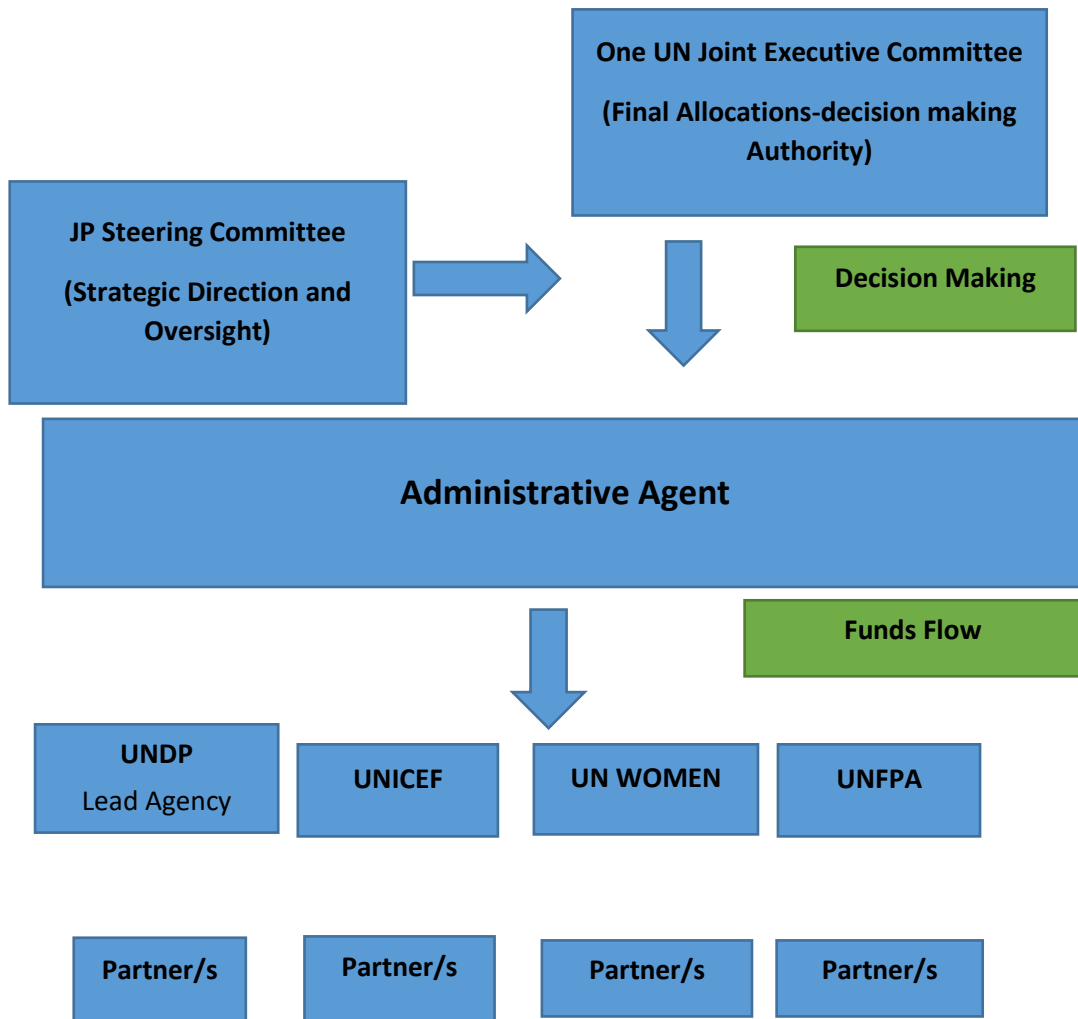 One UN Joint Executive Committee
(Final Allocations-decision making
Authority)
JP Steering Committee
(Strategic Direction and
Oversight)
Decision Making
Administrative Agent
Funds Flow
UNDP
Lead Agency
UNICEF
UN WOMEN
UNFPA
Partner/s
Partner/s
Partner/s
Partner/s